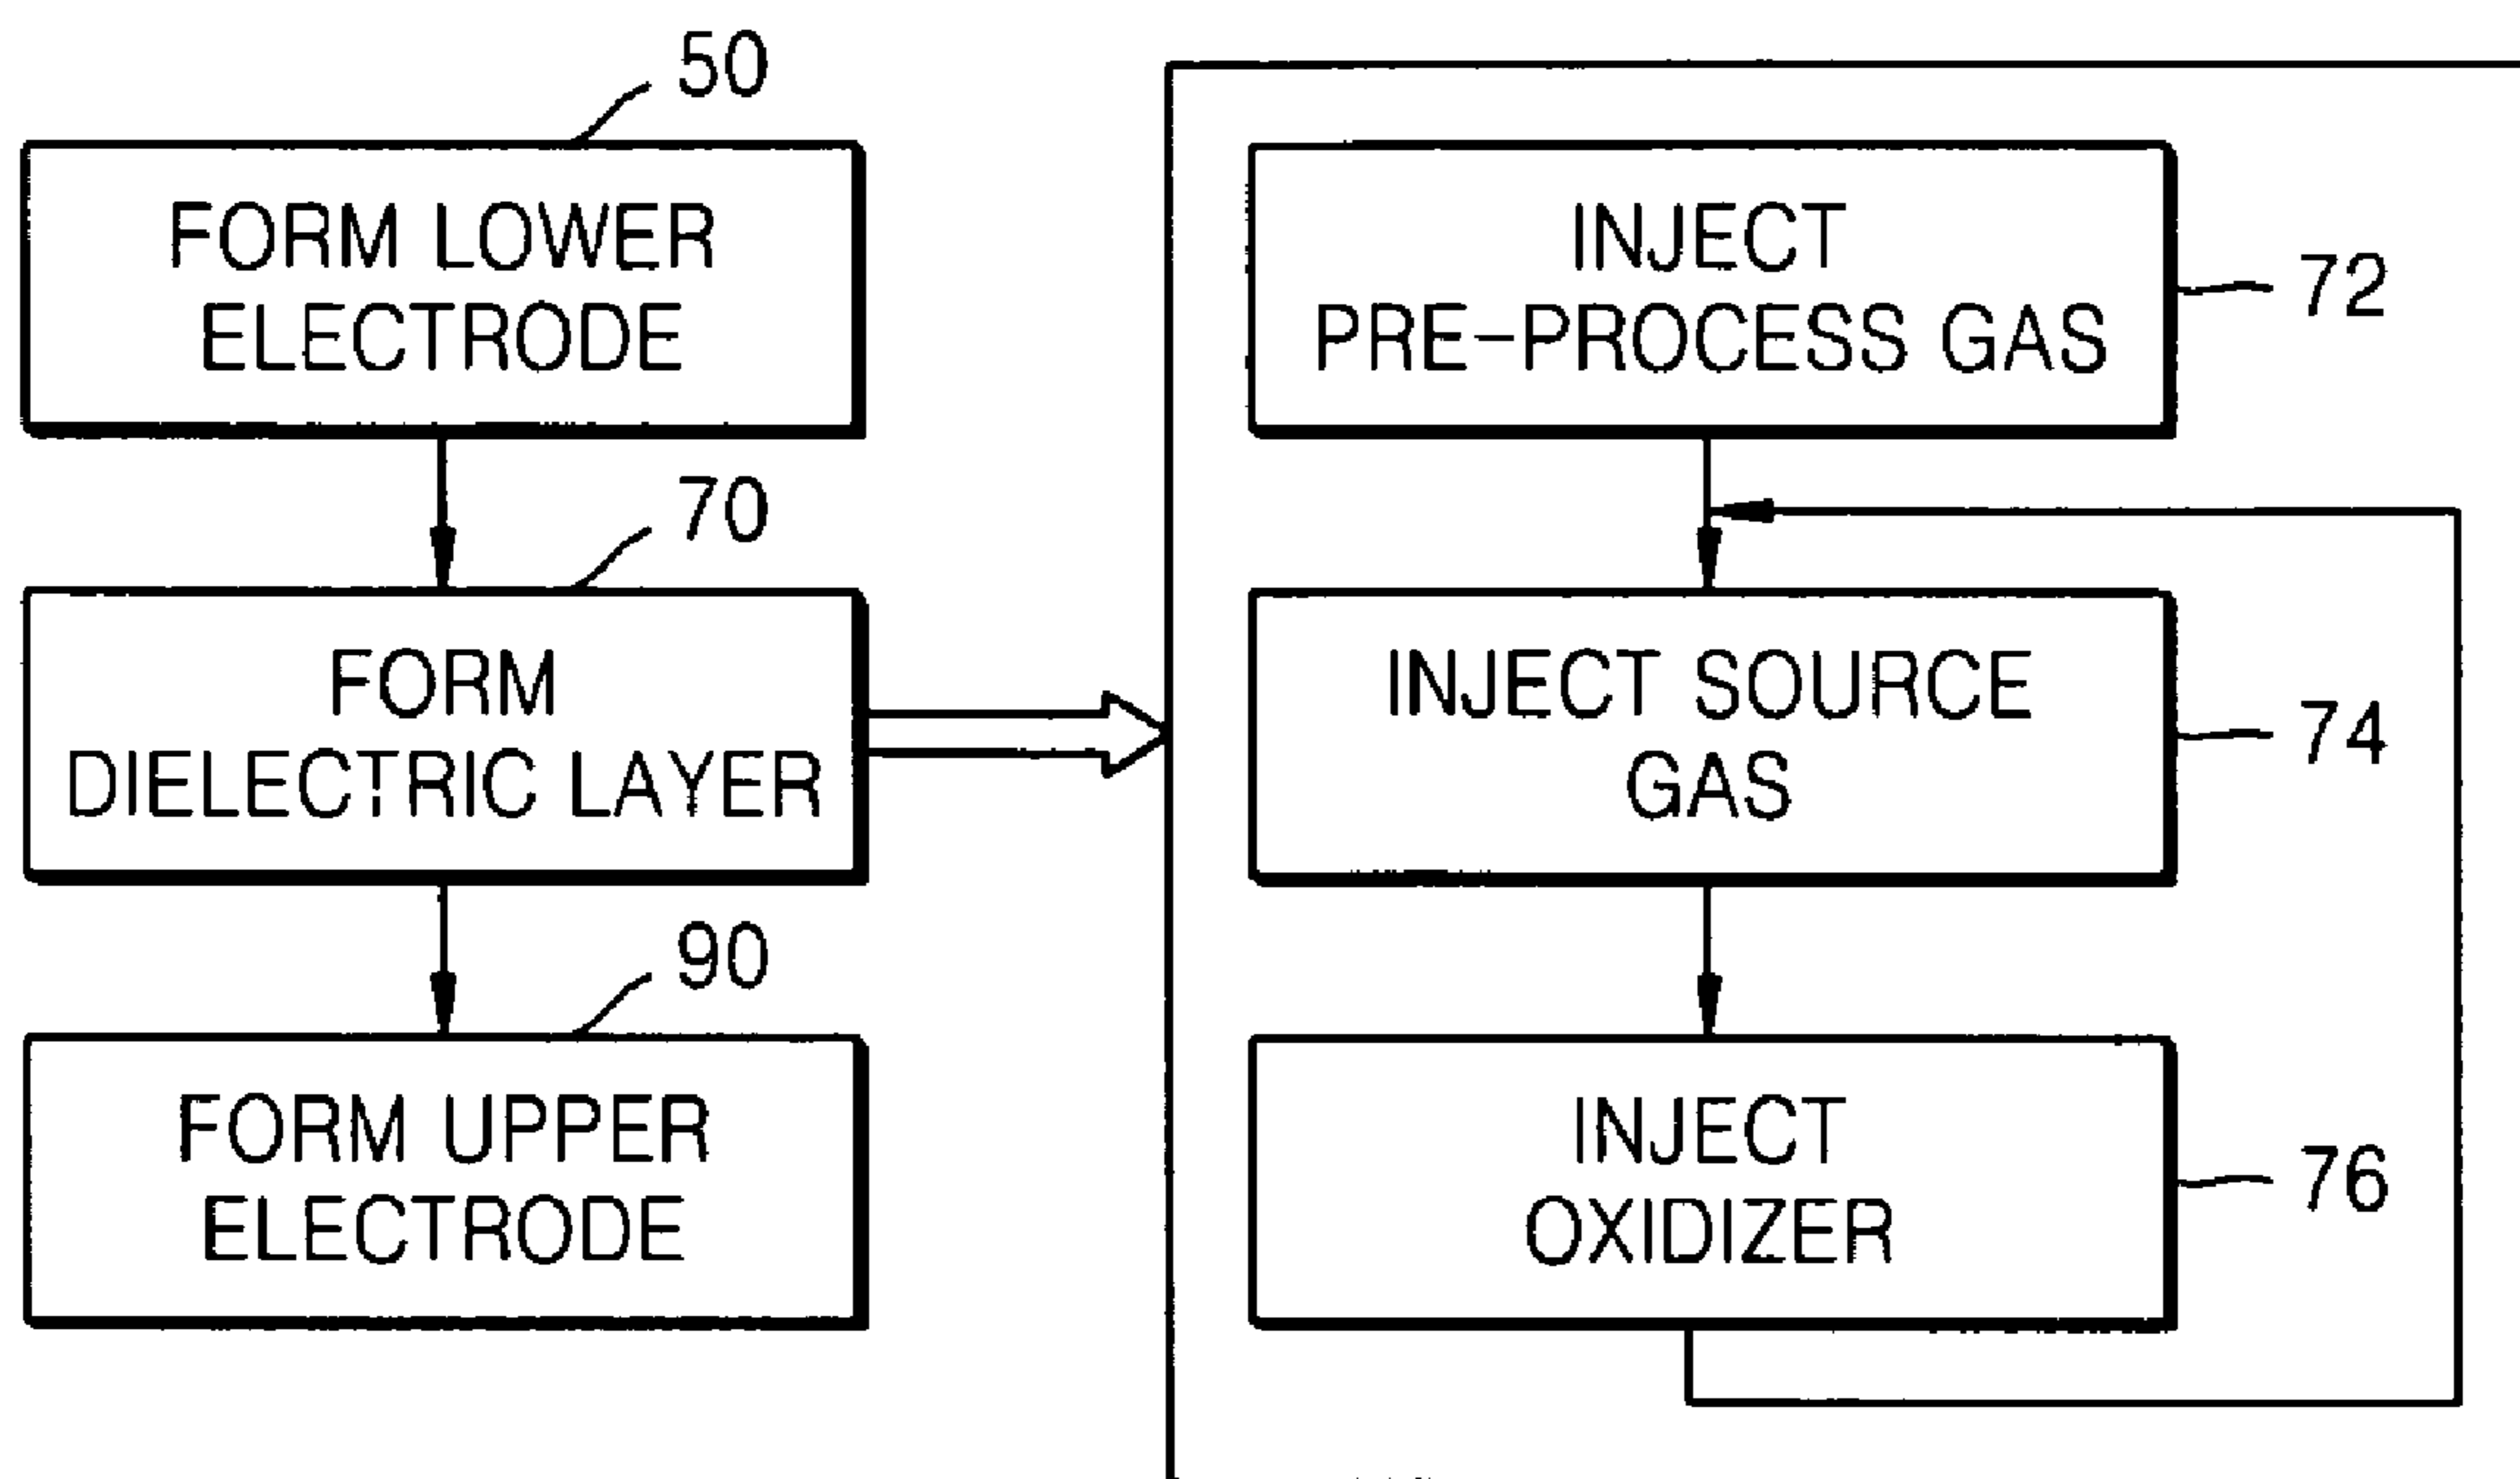 50
FORM LOWER
ELECTRODE
70
FORM
DIELECTRIC LAYER
90
FORM UPPER
ELECTRODE
INJECT
PRE-PROCESS GAS
72
INJECT SOURCE
GAS
74
INJECT
OXIDIZER
76